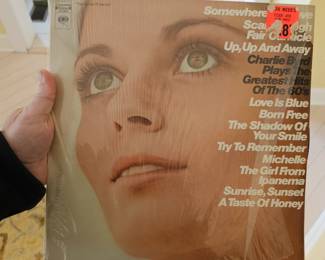 Somewhere
Fair
Up, Up And Away
Charlie Byrd
Plays The
Greatest Hits
Of The 60's
Love Is Blue
Born Free
The Shadow Of
Your Smile
Try To Remember
Michelle
The Girl From
Ipanema
Sunrise, Sunset
A Taste Of Honey